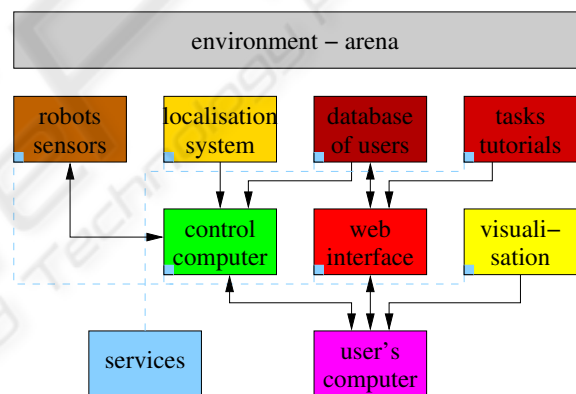 environment – arena
robots
sensors
localisation
system
database
of users
tasks
tutorials
control
computer
web
interface
visuali–
sation
services
user's
computer